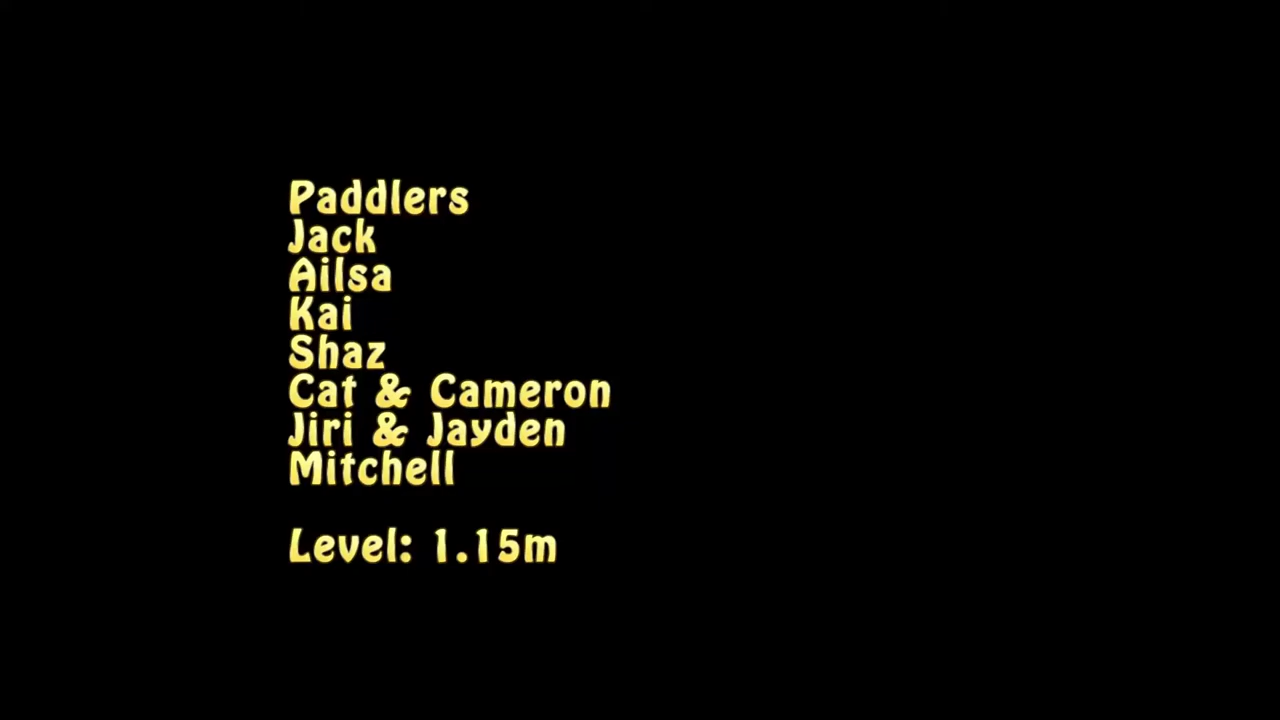 Paddlers
Jack
Ailsa
Kai
Shaz
Cat & Cameron
Jiri & Jayden
Mitchell
Level: 1.15m